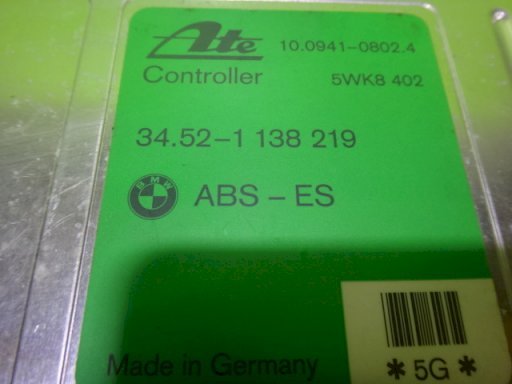 Ate 10.0941-0802.4
Controller 5WK8 402
34.52-1 138 219
BMW ABS - ES
Made in Germany * 5G *